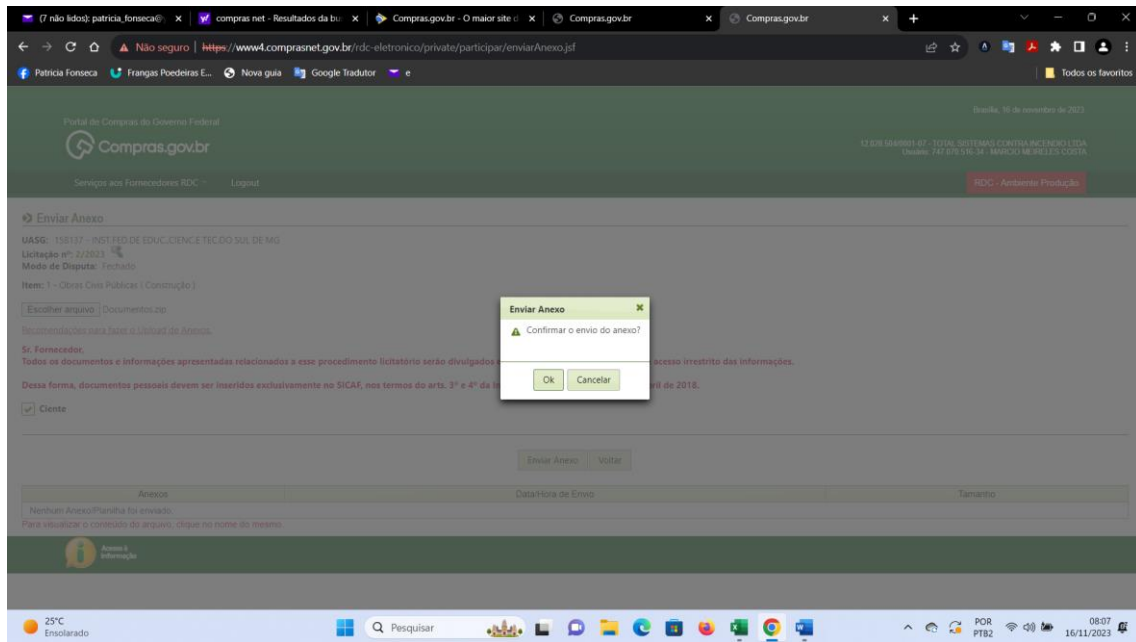 (7 não lidos): patricia_fonseca@
compras net - Resultados da bu
Compras.gov.br - O maior site d
Compras.gov.br
Compras.gov.br
Não seguro
https://www4.comprasnet.gov.br/rdc-eletronico/private/participar/enviarAnexo.jsf
Patricia Fonseca
Frangas Poedeiras E...
Nova guia
Google Tradutor
e
Todos os favoritos
Brasília, 16 de novembro de 2023
Portal de Compras do Governo Federal
Compras.gov.br
TOTAL SISTEMAS CONTRA INCENDIO LTDA
MARCIO MEIRELES COSTA
Serviços aos Fornecedores RDC
Logout
RDC - Ambiente Produção
Enviar Anexo
UASG: 158137 - INST.FED.DE EDUC.,CIENC.E TEC.DO SUL DE MG
Licitação nº: 2/2023
Modo de Disputa: Fechado
Item: 1 - Obras Civis Públicas ( Construção )
Escolher arquivo Documentos.zip
Recomendações para fazer o Upload de Anexos.
Enviar Anexo
Confirmar o envio do anexo?
Ok
Cancelar
Sr. Fornecedor,
Todos os documentos e informações apresentadas relacionados a esse procedimento licitatório serão divulgados
acesso irrestrito das informações.
Dessa forma, documentos pessoais devem ser inseridos exclusivamente no SICAF, nos termos do arts. 3º e 4º da
de 2018.
Ciente
Enviar Anexo
Voltar
Anexos
Data/Hora de Envio
Tamanho
Nenhum Anexo/Planilha foi enviado.
Para visualizar o conteúdo do arquivo, clique no nome do mesmo.
Acesso à
Informação
25°C
Ensolarado
Pesquisar
POR
PTB2
08:07
16/11/2023